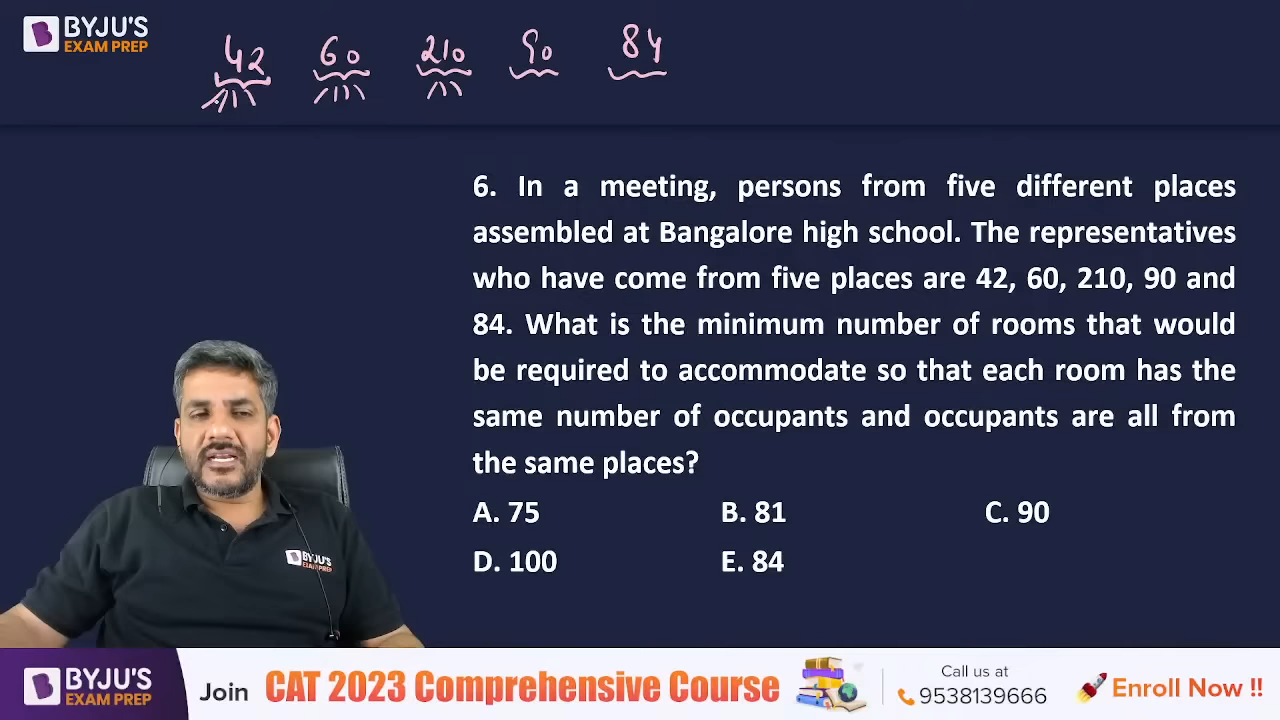 BYJU'S
EXAM PREP
42 60 210 90 84
6. In a meeting, persons from five different places
assembled at Bangalore high school. The representatives
who have come from five places are 42, 60, 210, 90 and
84. What is the minimum number of rooms that would
be required to accommodate so that each room has the
same number of occupants and occupants are all from
the same places?
A. 75 B. 81 C. 90
D. 100 E. 84
BYJU'S
EXAM PREP
BYJU'S
EXAM PREP
Join CAT 2023 Comprehensive Course
Call us at
9538139666
Enroll Now !!